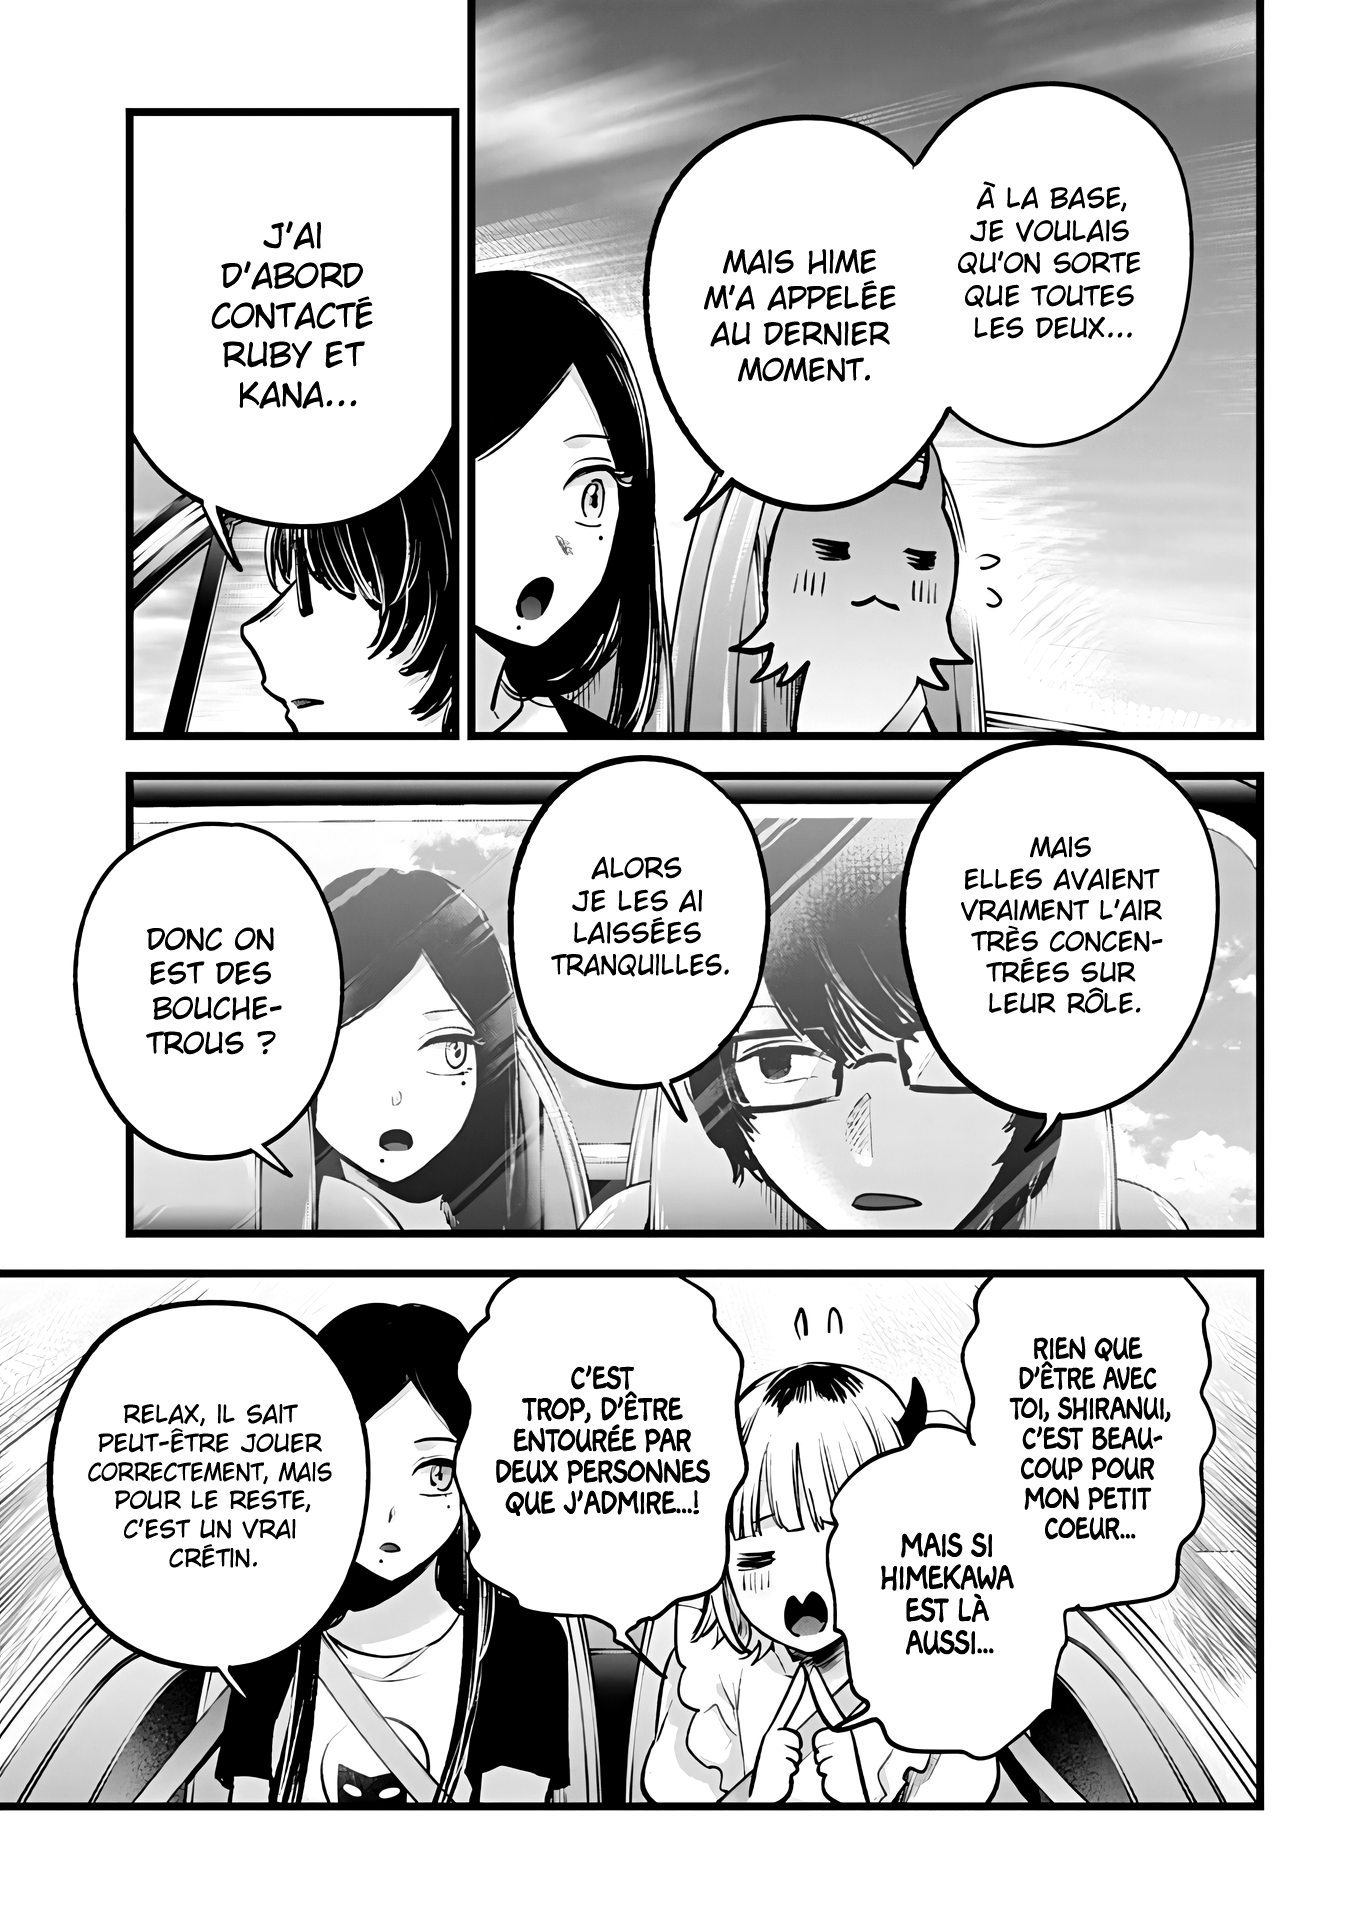 À LA BASE,
JE VOULAIS
QU'ON SORTE
QUE TOUTES
LES DEUX...
MAIS HIME
M'A APPELÉE
AU DERNIER
MOMENT.
J'AI
D'ABORD
CONTACTÉ
RUBY ET
KANA...
MAIS
ELLES AVAIENT
VRAIMENT L'AIR
TRÈS CONCEN-
TRÉES SUR
LEUR RÔLE.
ALORS
JE LES AI
LAISSÉES
TRANQUILLES.
DONC ON
EST DES
BOUCHE-
TROUS ?
RIEN QUE
D'ÊTRE AVEC
TOI, SHIRANUI,
C'EST BEAU-
COUP POUR
MON PETIT
COEUR...
MAIS SI
HIMEKAWA
EST LÀ
AUSSI...
C'EST
TROP, D'ÊTRE
ENTOURÉE PAR
DEUX PERSONNES
QUE J'ADMIRE...!
RELAX, IL SAIT
PEUT-ÊTRE JOUER
CORRECTEMENT, MAIS
POUR LE RESTE,
C'EST UN VRAI
CRÉTIN.